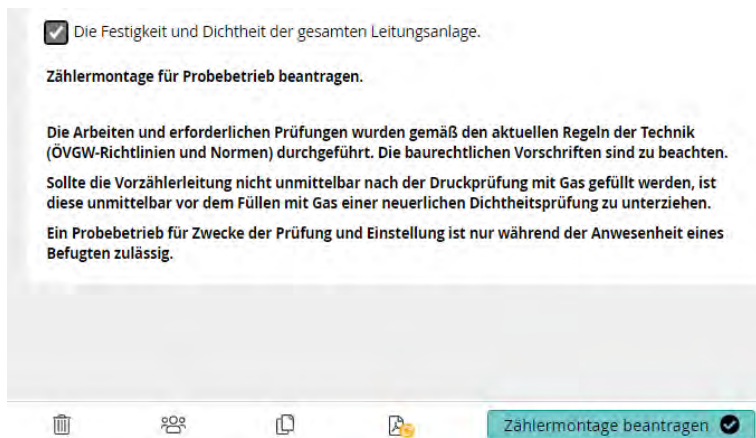 Die Festigkeit und Dichtheit der gesamten Leitungsanlage.
Zählermontage für Probebetrieb beantragen.
Die Arbeiten und erforderlichen Prüfungen wurden gemäß den aktuellen Regeln der Technik
(ÖVGW-Richtlinien und Normen) durchgeführt. Die baurechtlichen Vorschriften sind zu beachten.
Sollte die Vorzählerleitung nicht unmittelbar nach der Druckprüfung mit Gas gefüllt werden, ist
diese unmittelbar vor dem Füllen mit Gas einer neuerlichen Dichtheitsprüfung zu unterziehen.
Ein Probebetrieb für Zwecke der Prüfung und Einstellung ist nur während der Anwesenheit eines
Befugten zulässig.
Zählermontage beantragen